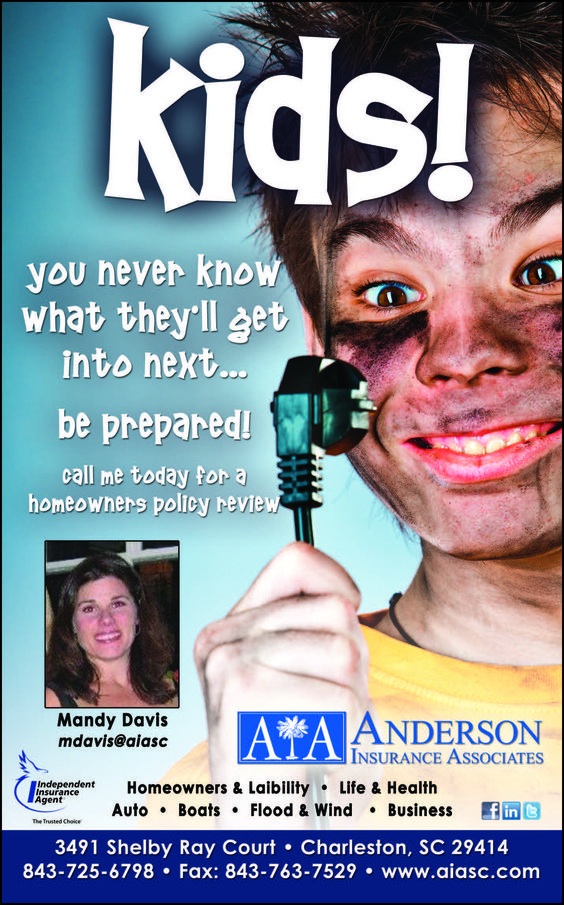 kids!
you never know
what they'll get
into next...
be prepared!
call me today for a
homeowners policy review
Mandy Davis
mdavis@aiasc
AIA ANDERSON
INSURANCE ASSOCIATES
Independent
Insurance
Agent
The Trusted Choice
Homeowners & Laibility • Life & Health
Auto • Boats • Flood & Wind • Business
f in t
3491 Shelby Ray Court • Charleston, SC 29414
843-725-6798 • Fax: 843-763-7529 • www.aiasc.com